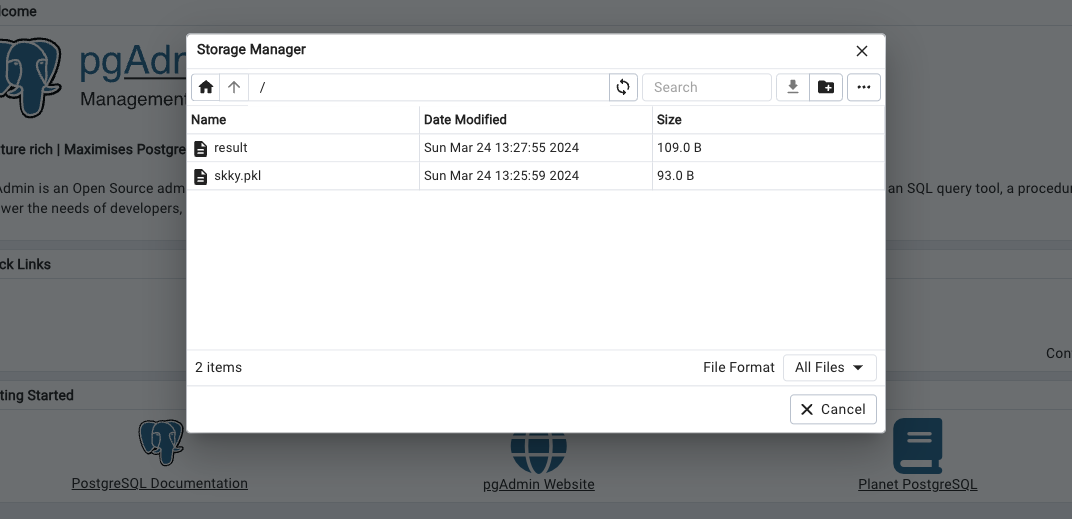 lcome
Storage Manager
pgAdm
/
Search
Management
Name Date Modified Size
result Sun Mar 24 13:27:55 2024 109.0 B
ture rich | Maximises Postgre
skky.pkl Sun Mar 24 13:25:59 2024 93.0 B
Admin is an Open Source adm an SQL query tool, a procedur
wer the needs of developers,
ck Links
Con
2 items File Format All Files
ting Started
Cancel
PostgreSQL Documentation pgAdmin Website Planet PostgreSQL